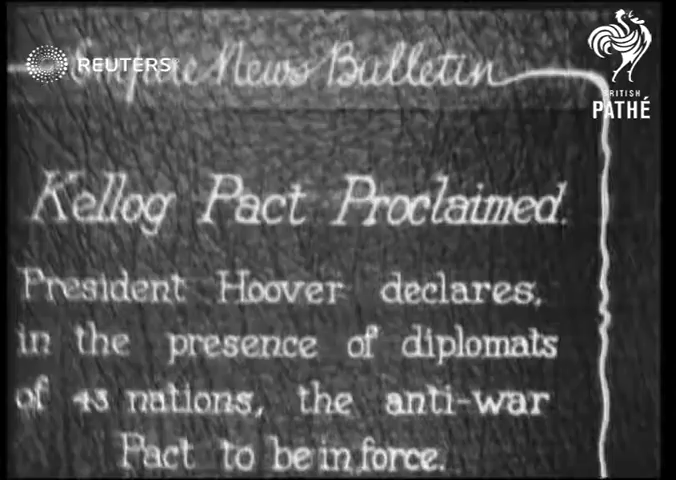 REUTERS
Empire News Bulletin
BRITISH
PATHÉ
Kellog Pact Proclaimed.
President Hoover declares,
in the presence of diplomats
of 43 nations, the anti-war
Pact to be in force.